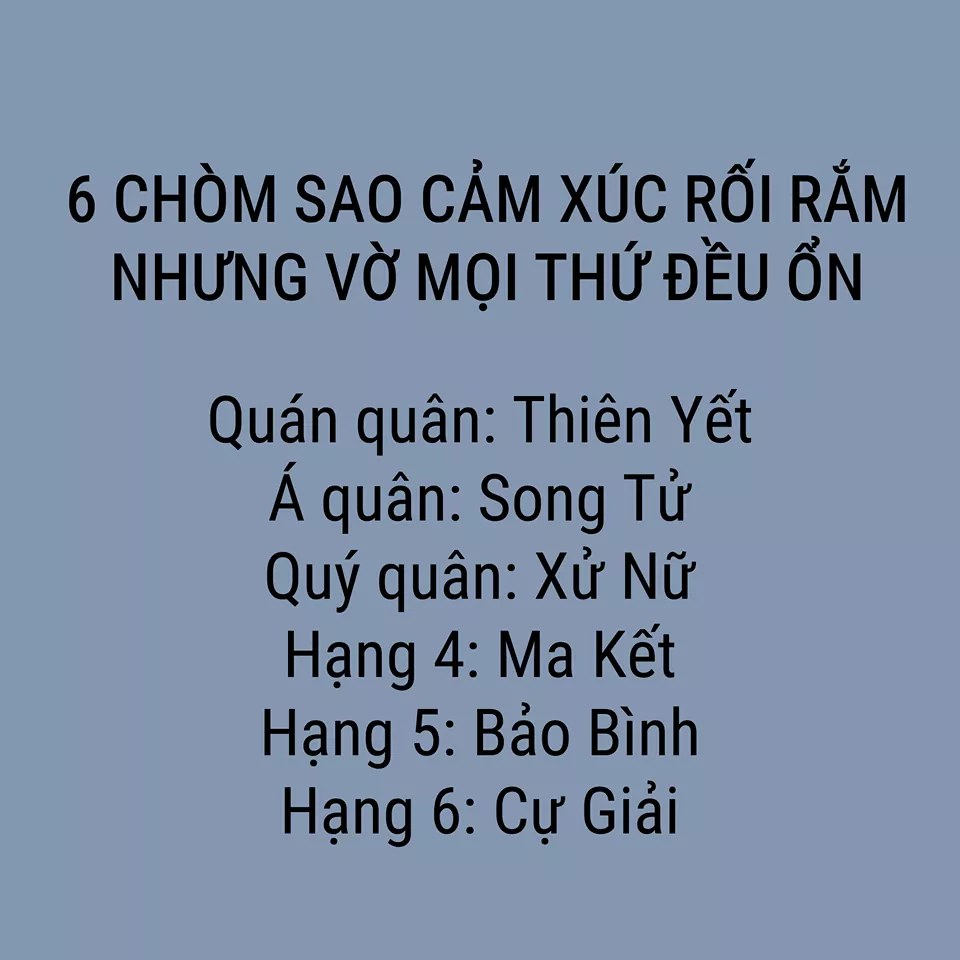 6 CHÒM SAO CẢM XÚC RỐI RẮM
NHƯNG VỜ MỌI THỨ ĐỀU ỔN
Quán quân: Thiên Yết
Á quân: Song Tử
Quý quân: Xử Nữ
Hạng 4: Ma Kết
Hạng 5: Bảo Bình
Hạng 6: Cự Giải